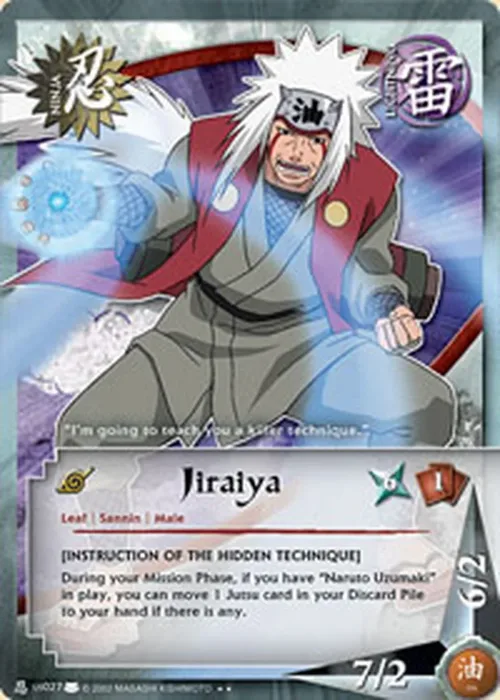 NINJA
忍
雷
LIGHTNING
油
"I'm going to teach you a killer technique."
Jiraiya
6
1
Leaf | Sannin | Male
[INSTRUCTION OF THE HIDDEN TECHNIQUE]
During your Mission Phase, if you have "Naruto Uzumaki"
in play, you can move 1 Jutsu card in your Discard Pile
to your hand if there is any.
6/2
7/2
© 2002 MASASHI KISHIMOTO ★★
油